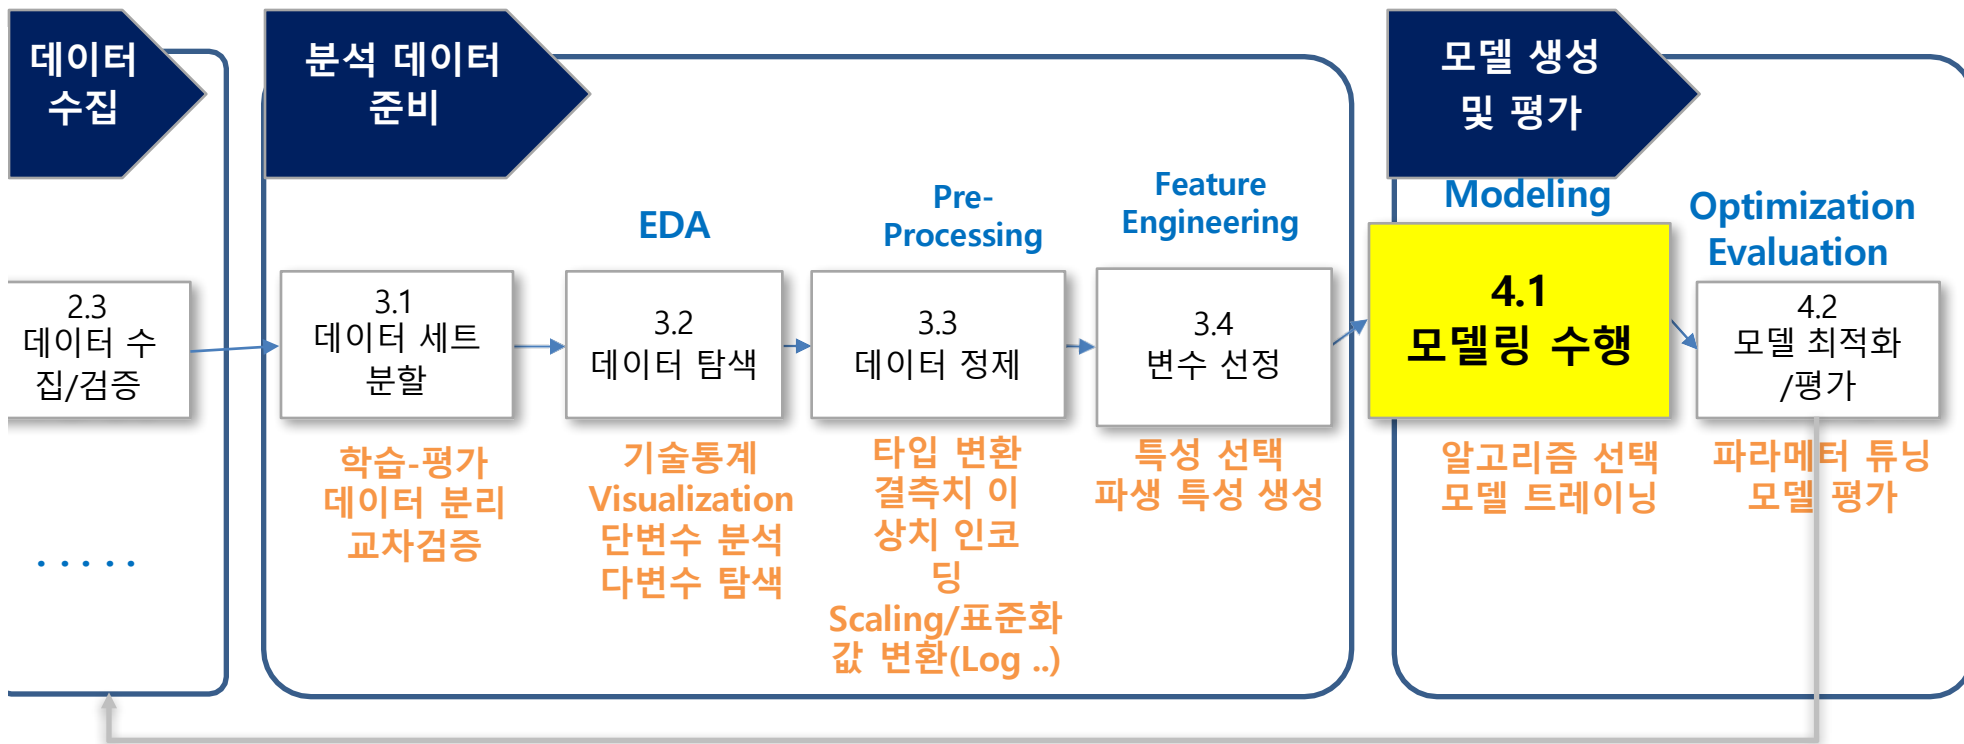 데이터
수집
분석 데이터
준비
모델 생성
및 평가
EDA
Pre-
Processing
Feature
Engineering
Modeling
Optimization
Evaluation
2.3
데이터 수
집/검증
3.1
데이터 세트
분할
3.2
데이터 탐색
3.3
데이터 정제
3.4
변수 선정
4.1
모델링 수행
4.2
모델 최적화
/평가
.....
학습-평가
데이터 분리
교차검증
기술통계
Visualization
단변수 분석
다변수 탐색
타입 변환
결측치 이
상치 인코
딩
Scaling/표준화
값 변환(Log ..)
특성 선택
파생 특성 생성
알고리즘 선택
모델 트레이닝
파라메터 튜닝
모델 평가